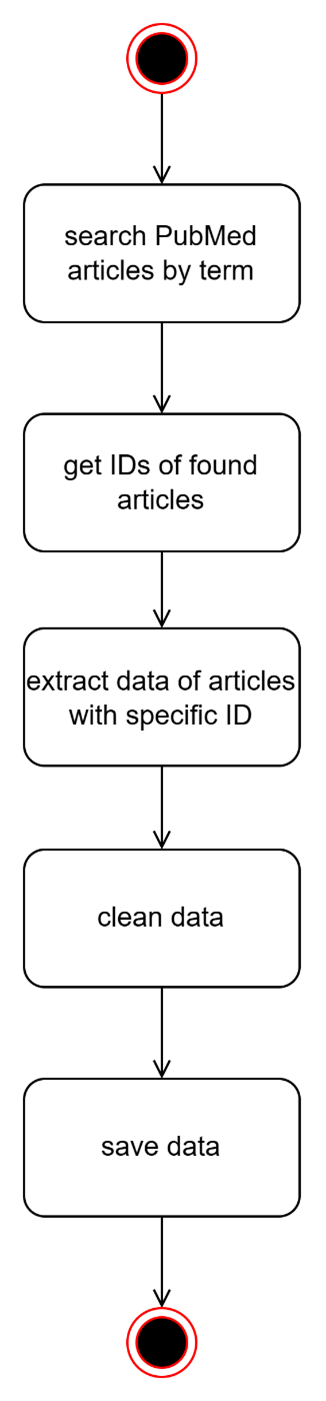 search PubMed
articles by term
get IDs of found
articles
extract data of articles
with specific ID
clean data
save data